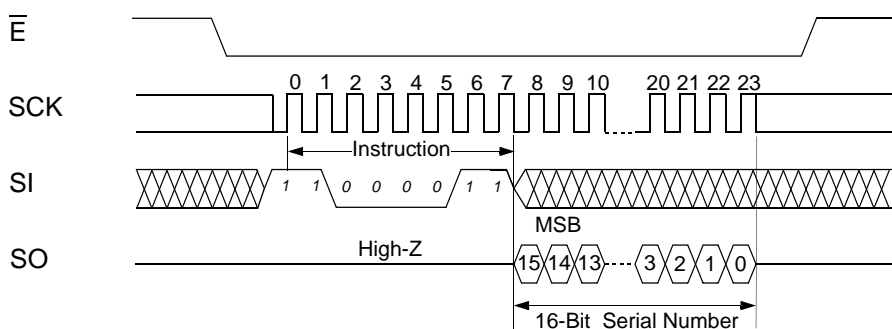 E
0 1 2 3 4 5 6 7 8 9 10 20 21 22 23
SCK
Instruction
SI 1 1 0 0 0 0 1 1
MSB
High-Z
SO 15 14 13 3 2 1 0
16-Bit Serial Number